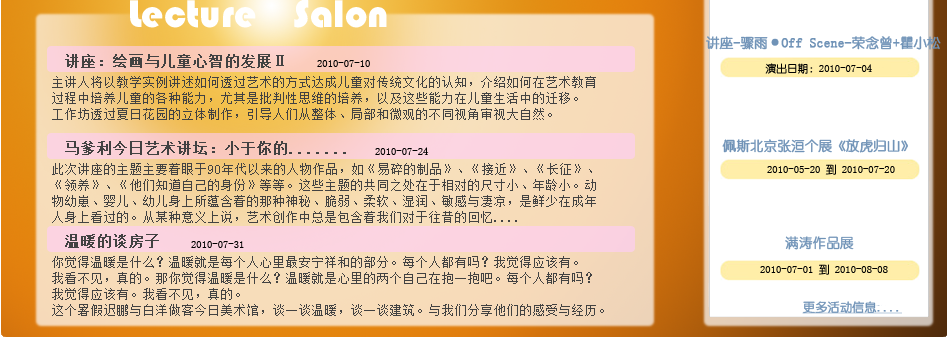 Lecture Salon
讲座：绘画与儿童心智的发展Ⅱ 2010-07-10
主讲人将以教学实例讲述如何透过艺术的方式达成儿童对传统文化的认知，介绍如何在艺术教育
过程中培养儿童的各种能力，尤其是批判性思维的培养，以及这些能力在儿童生活中的迁移。
工作坊透过夏日花园的立体制作，引导人们从整体、局部和微观的不同视角审视大自然。
马爹利今日艺术讲坛：小于你的....... 2010-07-24
此次讲座的主题主要着眼于90年代以来的人物作品，如《易碎的制品》、《接近》、《长征》、
《领养》、《他们知道自己的身份》等等。这些主题的共同之处在于相对的尺寸小、年龄小。动
物幼崽、婴儿、幼儿身上所蕴含着的那种神秘、脆弱、柔软、湿润、敏感与凄凉，是鲜少在成年
人身上看过的。从某种意义上说，艺术创作中总是包含着我们对于往昔的回忆....
温暖的谈房子 2010-07-31
你觉得温暖是什么？温暖就是每个人心里最安宁祥和的部分。每个人都有吗？我觉得应该有。
我看不见，真的。那你觉得温暖是什么？温暖就是心里的两个自己在抱一抱吧。每个人都有吗？
我觉得应该有。我看不见，真的。
这个暑假迟鹏与白洋做客今日美术馆，谈一谈温暖，谈一谈建筑。与我们分享他们的感受与经历。
讲座-骤雨●Off Scene-荣念曾+瞿小松
演出日期：2010-07-04
佩斯北京张洹个展《放虎归山》
2010-05-20 到 2010-07-20
满涛作品展
2010-07-01 到 2010-08-08
更多活动信息....